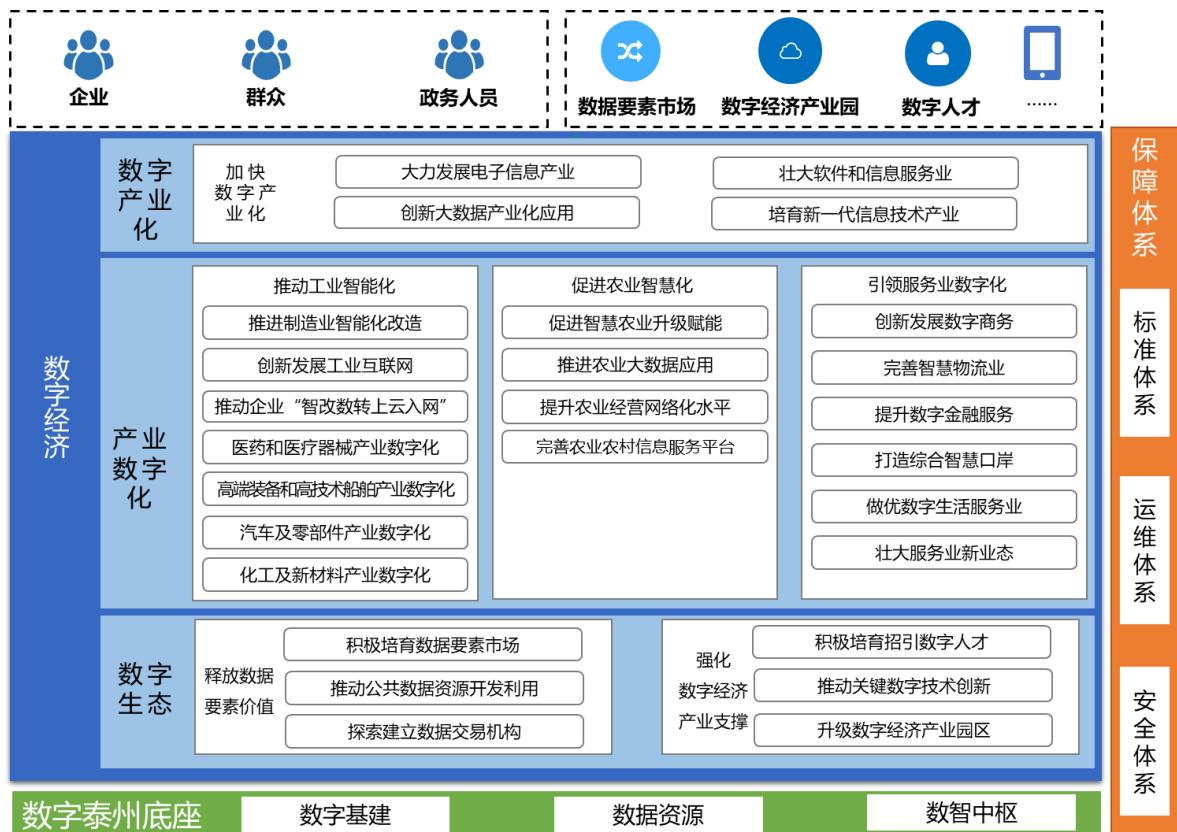 企业
群众
政务人员
数据要素市场
数字经济产业园
数字人才
......
数字经济
数字
产业
化
加快
数字产
业化
大力发展电子信息产业
壮大软件和信息服务业
创新大数据产业化应用
培育新一代信息技术产业
产业
数字
化
推动工业智能化
推进制造业智能化改造
创新发展工业互联网
推动企业“智改数转上云入网”
医药和医疗器械产业数字化
高端装备和高技术船舶产业数字化
汽车及零部件产业数字化
化工及新材料产业数字化
促进农业智慧化
促进智慧农业升级赋能
推进农业大数据应用
提升农业经营网络化水平
完善农业农村信息服务平台
引领服务业数字化
创新发展数字商务
完善智慧物流业
提升数字金融服务
打造综合智慧口岸
做优数字生活服务业
壮大服务业新业态
数字
生态
释放数据
要素价值
积极培育数据要素市场
推动公共数据资源开发利用
探索建立数据交易机构
强化
数字经济
产业支撑
积极培育招引数字人才
推动关键数字技术创新
升级数字经济产业园区
保障体系
标准体系
运维体系
安全体系
数字泰州底座
数字基建
数据资源
数智中枢